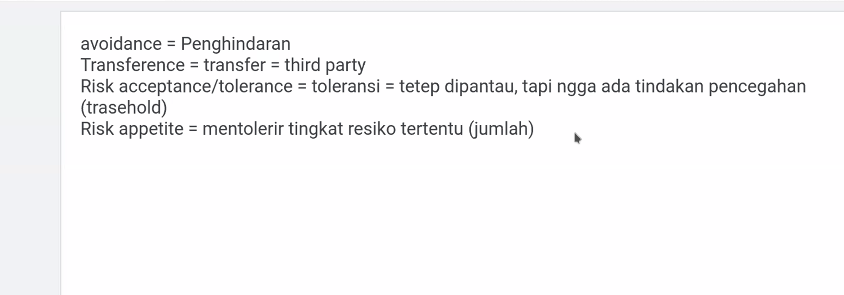 avoidance = Penghindaran
Transference = transfer = third party
Risk acceptance/tolerance = toleransi = tetep dipantau, tapi ngga ada tindakan pencegahan
(trasehold)
Risk appetite = mentolerir tingkat resiko tertentu (jumlah)